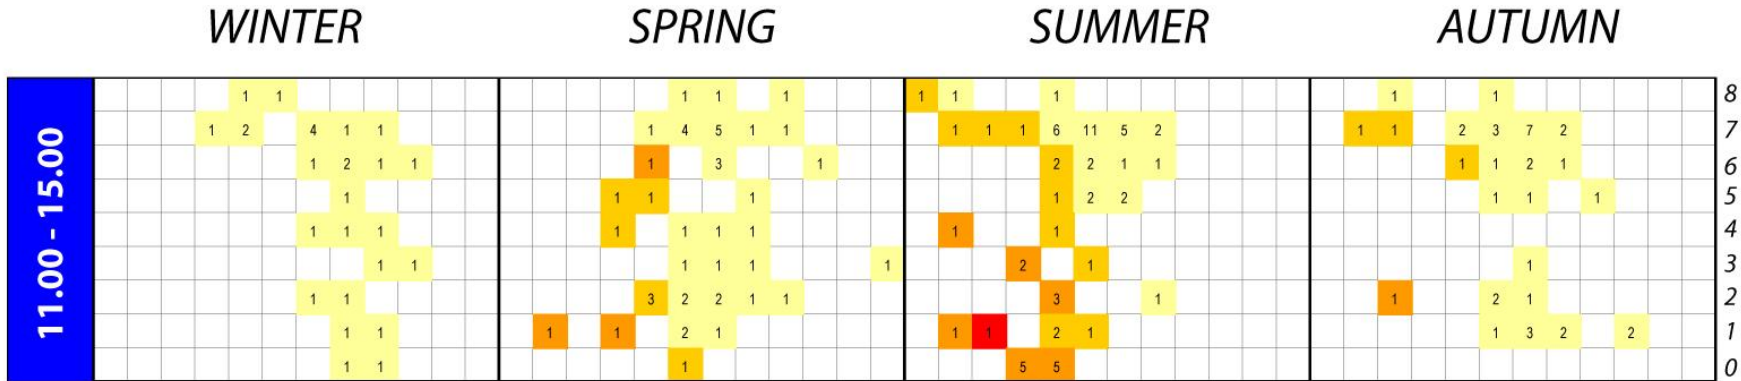 WINTER SPRING SUMMER AUTUMN
11.00 - 15.00
1 1 1 1 1 1 1 1 1 1 8
1 2 4 1 1 1 4 5 1 1 1 1 1 6 11 5 2 1 1 2 3 7 2 7
1 2 1 1 1 3 1 2 2 1 1 1 1 2 1 6
1 1 1 1 1 2 2 1 1 1 5
1 1 1 1 1 1 1 1 1 4
1 1 1 1 1 1 2 1 1 3
1 1 3 2 2 1 1 3 1 1 2 1 2
1 1 1 1 2 1 1 1 2 1 1 3 2 2 1
1 1 1 5 5 0